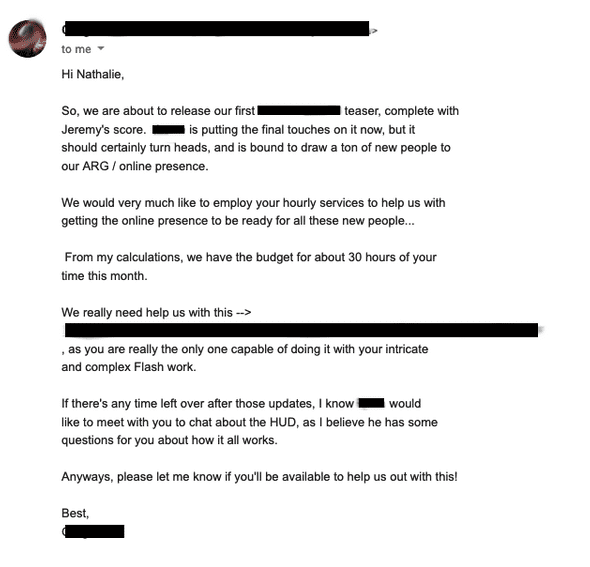 to me
Hi Nathalie,
So, we are about to release our first teaser, complete with
Jeremy's score. is putting the final touches on it now, but it
should certainly turn heads, and is bound to draw a ton of new people to
our ARG / online presence.
We would very much like to employ your hourly services to help us with
getting the online presence to be ready for all these new people...
From my calculations, we have the budget for about 30 hours of your
time this month.
We really need help us with this -->
, as you are really the only one capable of doing it with your intricate
and complex Flash work.
If there's any time left over after those updates, I know would
like to meet with you to chat about the HUD, as I believe he has some
questions for you about how it all works.
Anyways, please let me know if you'll be available to help us out with this!
Best,